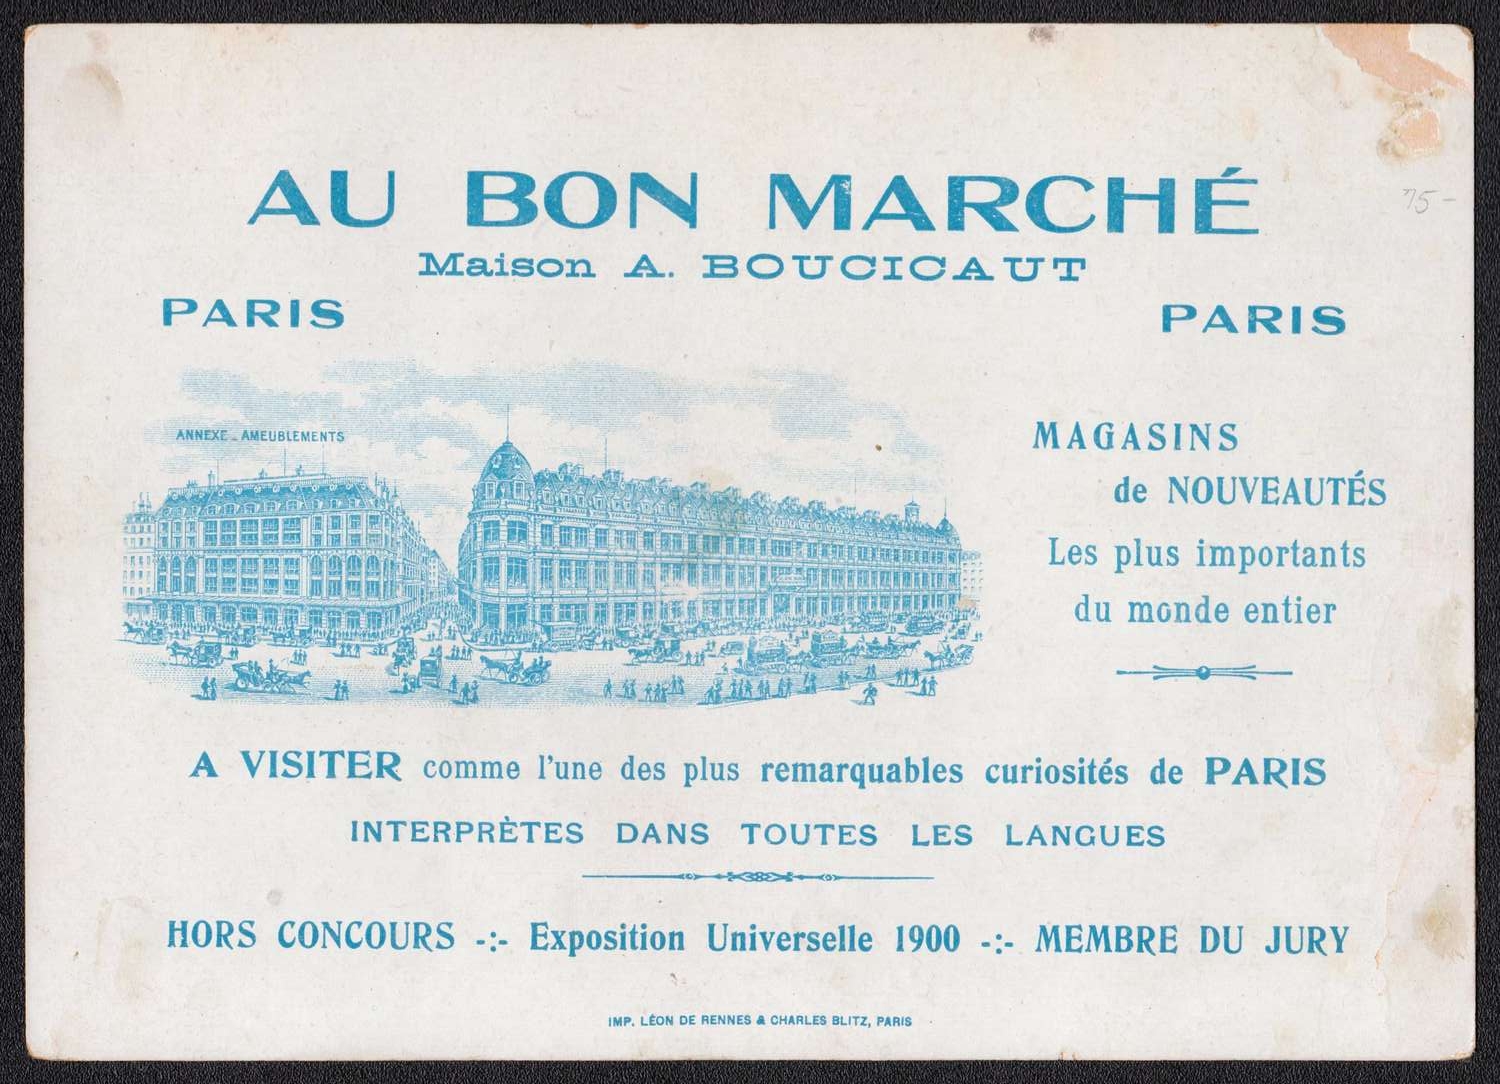 AU BON MARCHÉ
Maison A. BOUCICAUT
PARIS
PARIS
ANNEXE - AMEUBLEMENTS
MAGASINS
de NOUVEAUTÉS
Les plus importants
du monde entier
A VISITER comme l'une des plus remarquables curiosités de PARIS
INTERPRÈTES DANS TOUTES LES LANGUES
HORS CONCOURS -:- Exposition Universelle 1900 -:- MEMBRE DU JURY
IMP. LÉON DE RENNES & CHARLES BLITZ, PARIS
75-